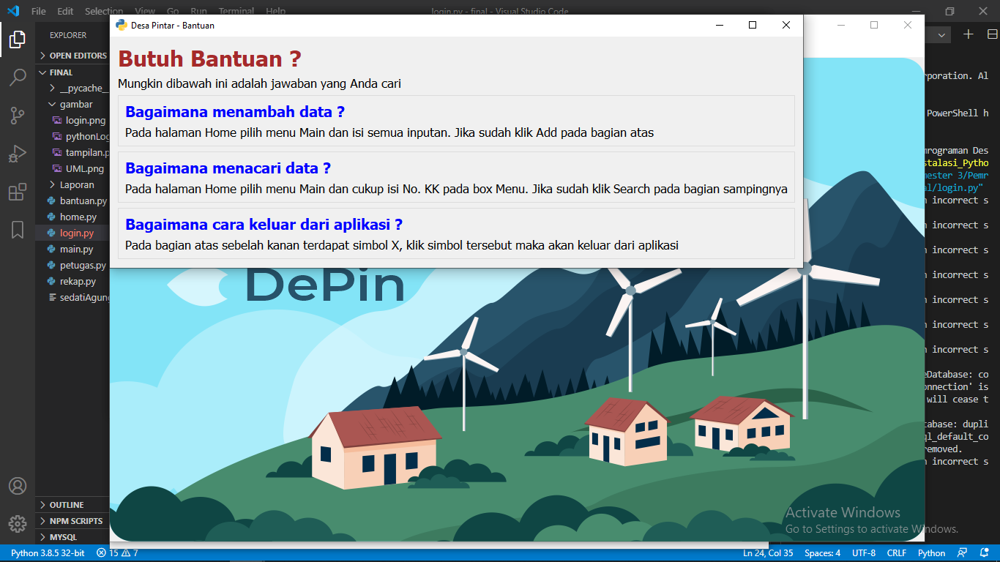 File Edit Selection View Go Run Terminal Help login.py - final - Visual Studio Code
Desa Pintar - Bantuan
EXPLORER
OPEN EDITORS
FINAL
__pycache__
gambar
login.png
pythonLog
tampilan.p
UML.png
Laporan
bantuan.py
home.py
login.py
main.py
petugas.py
rekap.py
sedatiAgung
OUTLINE
NPM SCRIPTS
MYSQL
Butuh Bantuan ?
Mungkin dibawah ini adalah jawaban yang Anda cari
Bagaimana menambah data ?
Pada halaman Home pilih menu Main dan isi semua inputan. Jika sudah klik Add pada bagian atas
Bagaimana menacari data ?
Pada halaman Home pilih menu Main dan cukup isi No. KK pada box Menu. Jika sudah klik Search pada bagian sampingnya
Bagaimana cara keluar dari aplikasi ?
Pada bagian atas sebelah kanan terdapat simbol X, klik simbol tersebut maka akan keluar dari aplikasi
DePin
rporation. Al
PowerShell h
mrograman Des
stalasi_Pytho
mester 3/Pemr
al/login.py"
n incorrect s
n incorrect s
n incorrect s
n incorrect s
n incorrect s
n incorrect s
n incorrect s
eDatabase: co
onnection' is
will cease t
tabase: dupli
ql_default_co
removed.
n incorrect s
Activate Windows
Go to Settings to activate Windows.
Python 3.8.5 32-bit 15 7 Ln 24, Col 35 Spaces: 4 UTF-8 CRLF Python